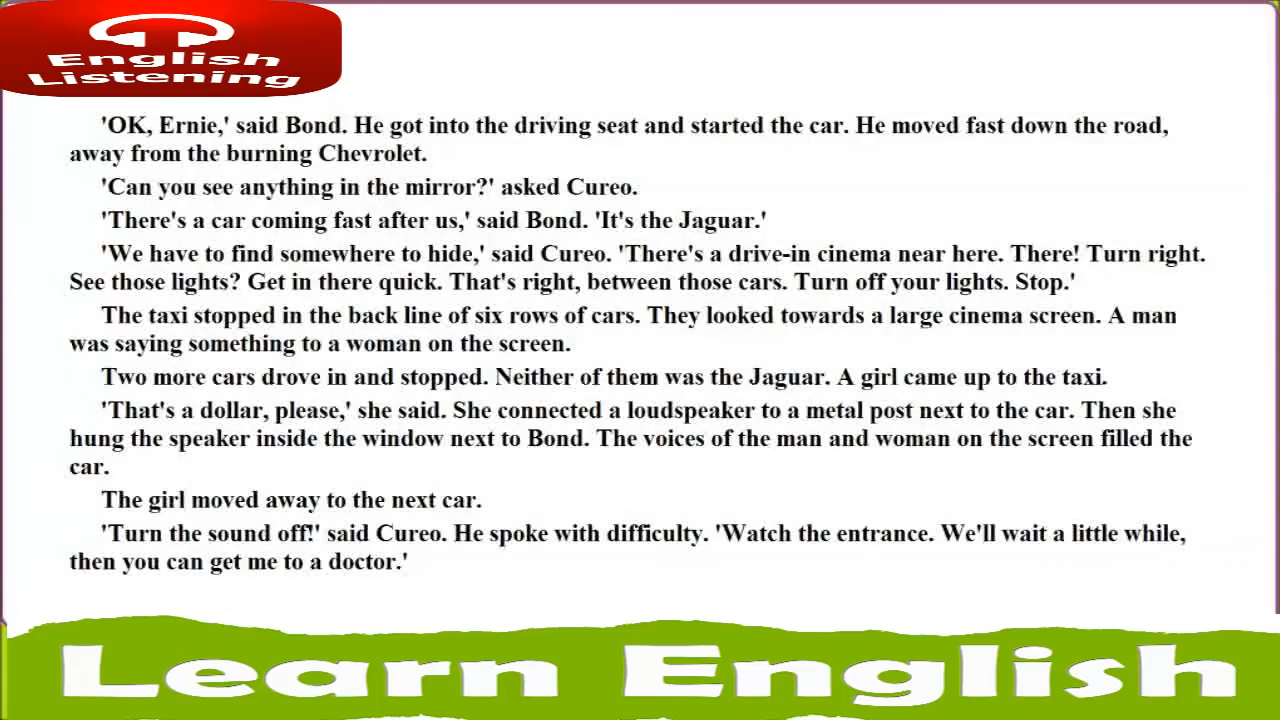 English
Listening
'OK, Ernie,' said Bond. He got into the driving seat and started the car. He moved fast down the road,
away from the burning Chevrolet.
'Can you see anything in the mirror?' asked Cureo.
'There's a car coming fast after us,' said Bond. 'It's the Jaguar.'
'We have to find somewhere to hide,' said Cureo. 'There's a drive-in cinema near here. There! Turn right.
See those lights? Get in there quick. That's right, between those cars. Turn off your lights. Stop.'
The taxi stopped in the back line of six rows of cars. They looked towards a large cinema screen. A man
was saying something to a woman on the screen.
Two more cars drove in and stopped. Neither of them was the Jaguar. A girl came up to the taxi.
'That's a dollar, please,' she said. She connected a loudspeaker to a metal post next to the car. Then she
hung the speaker inside the window next to Bond. The voices of the man and woman on the screen filled the
car.
The girl moved away to the next car.
'Turn the sound off!' said Cureo. He spoke with difficulty. 'Watch the entrance. We'll wait a little while,
then you can get me to a doctor.'
Learn English